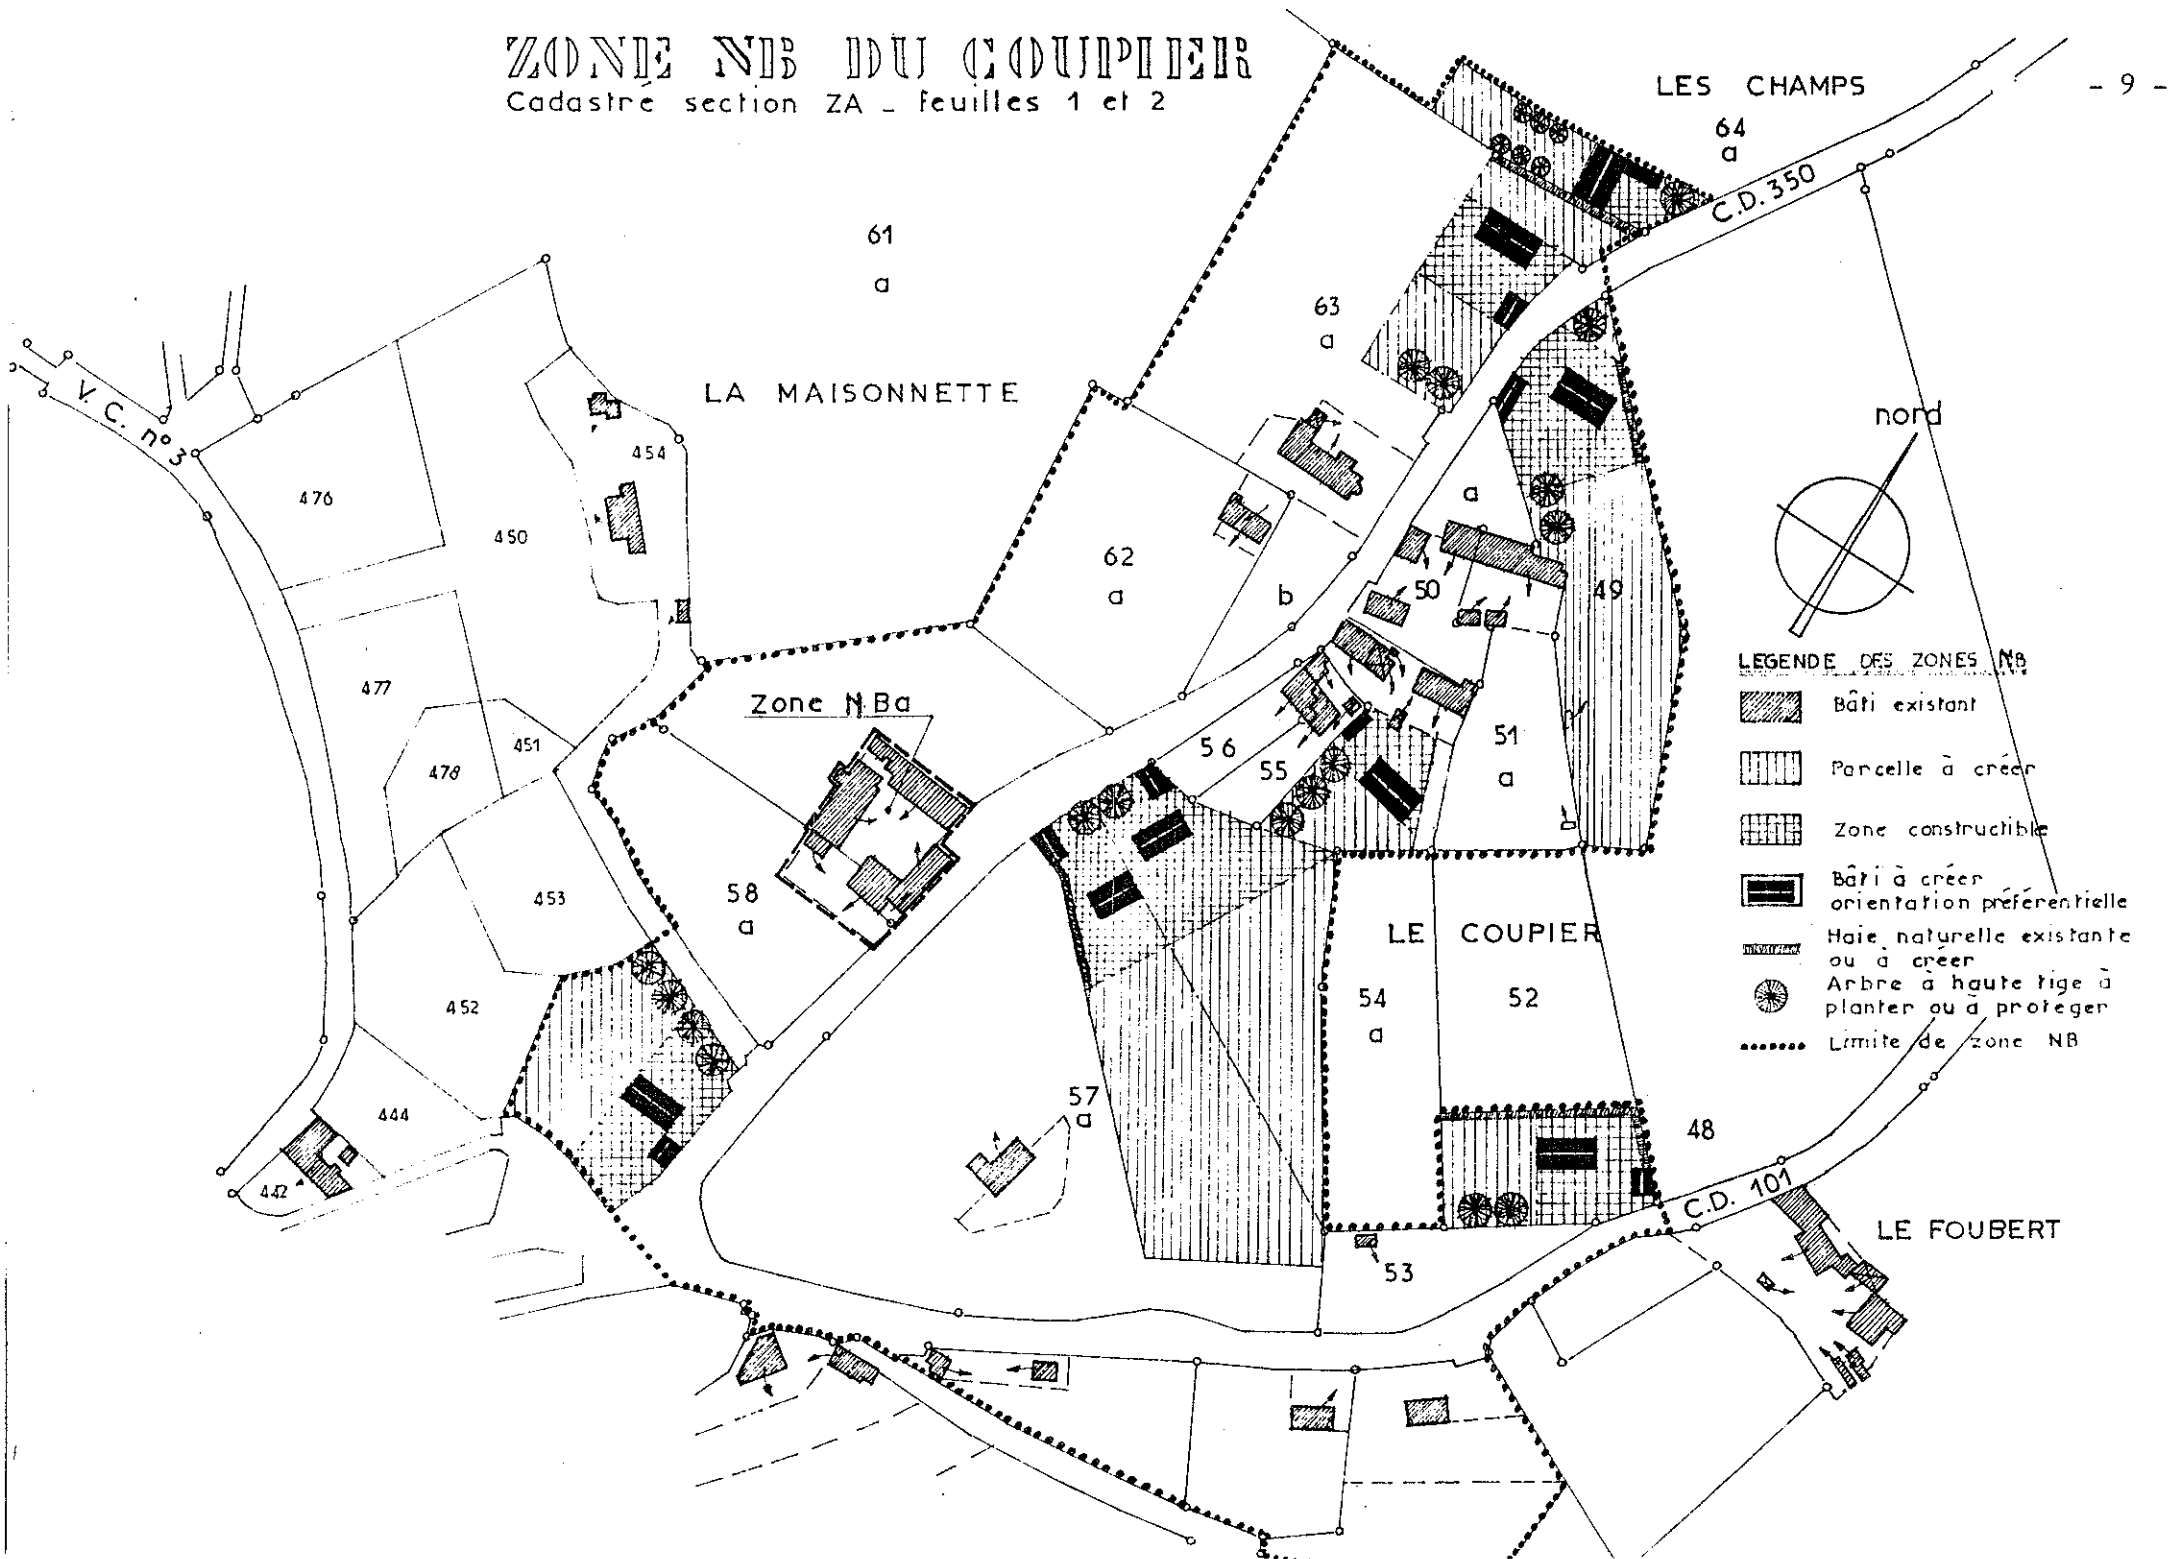 ZONE NB DU COUPIER
Cadastré section ZA _ feuilles 1 et 2
- 9 -
LES CHAMPS
64
a
C.D. 350
61
a
63
a
LA MAISONNETTE
V. C. nº 3
476
450
454
nord
a
62
a
b
50
49
477
451
478
Zone NBa
56
55
51
a
LEGENDE DES ZONES NB
Bâti existant
Parcelle à créer
Zone constructible
Bâti à créer
orientation préférentielle
Haie naturelle existante
ou à créer
Arbre à haute tige à
planter ou à protéger
Limite de zone NB
453
58
a
LE COUPIER
452
54
a
52
444
57
a
48
442
C.D. 101
LE FOUBERT
53